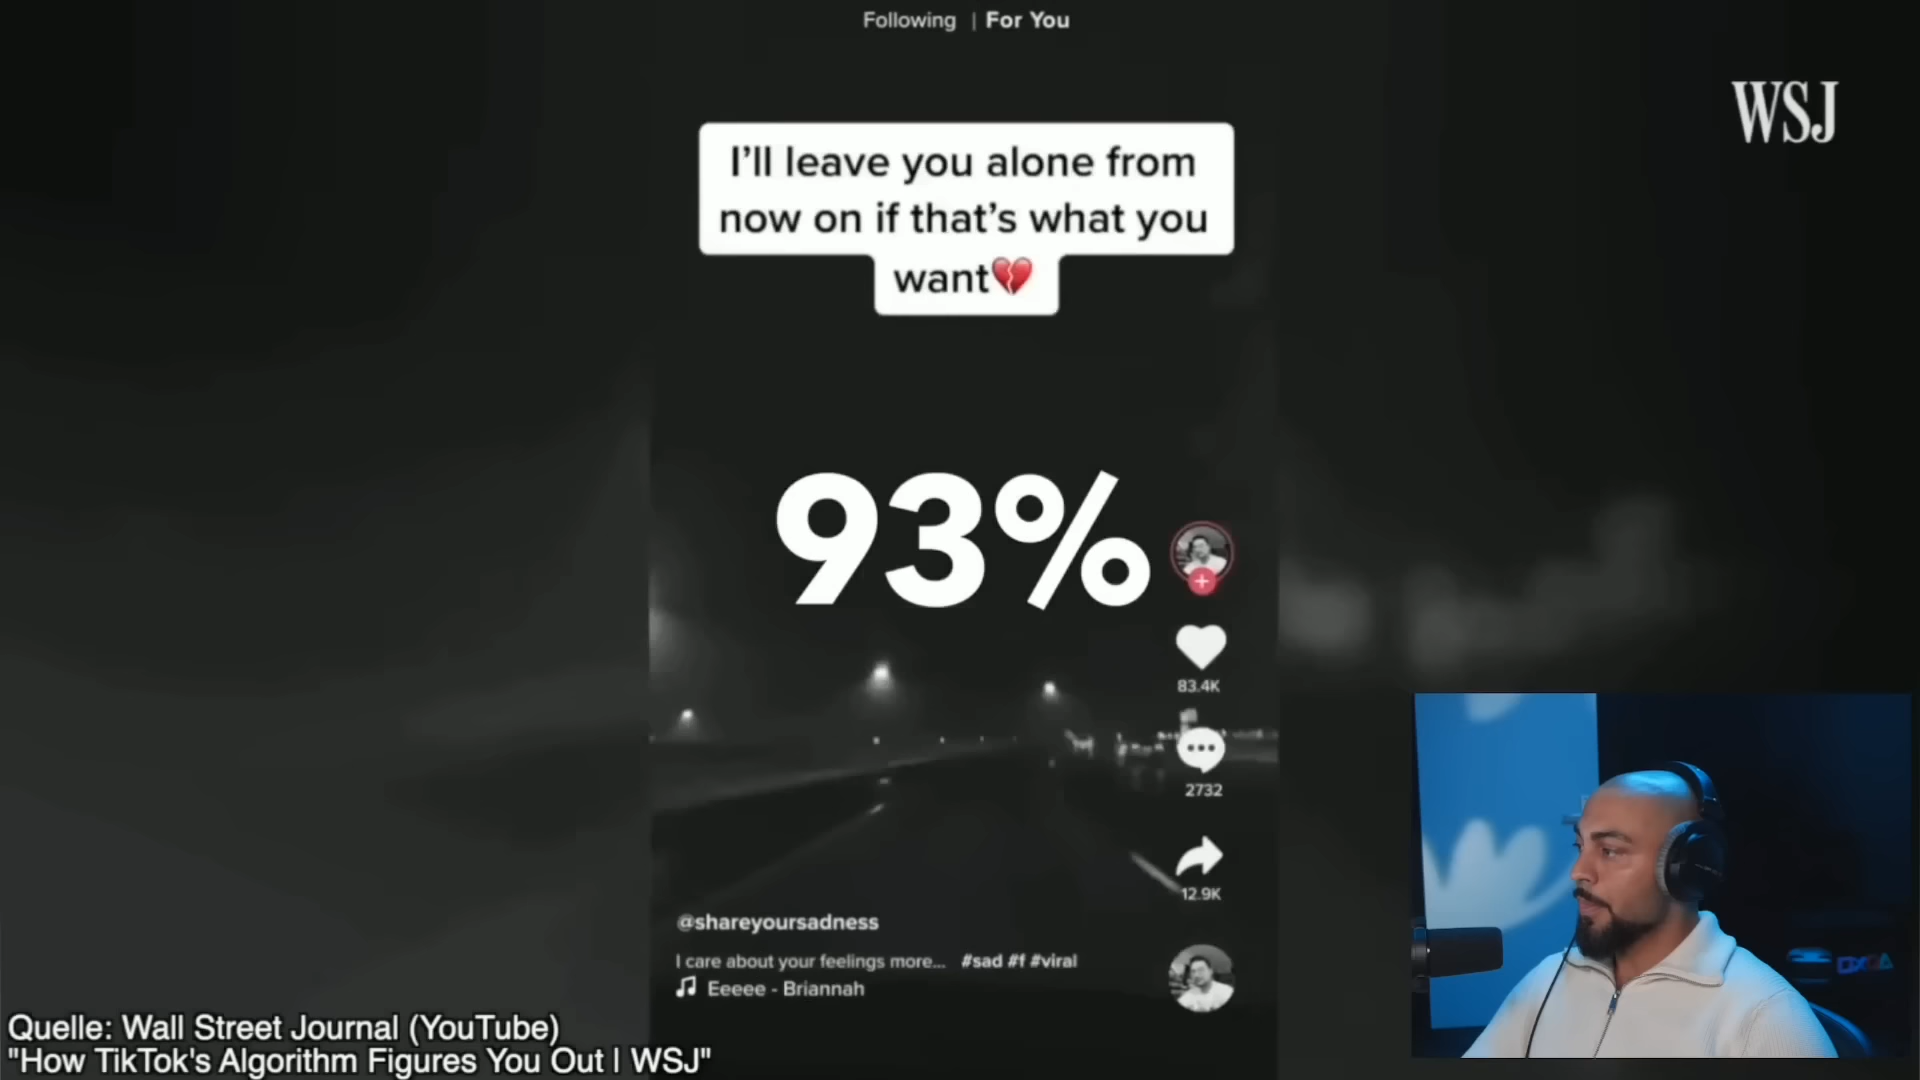 Following | For You
WSJ
I'll leave you alone from
now on if that's what you
want💔
93%
83.4K
2732
12.9K
@shareyoursadness
I care about your feelings more... #sad #f #viral
Eeeee - Briannah
Quelle: Wall Street Journal (YouTube)
"How TikTok's Algorithm Figures You Out | WSJ"